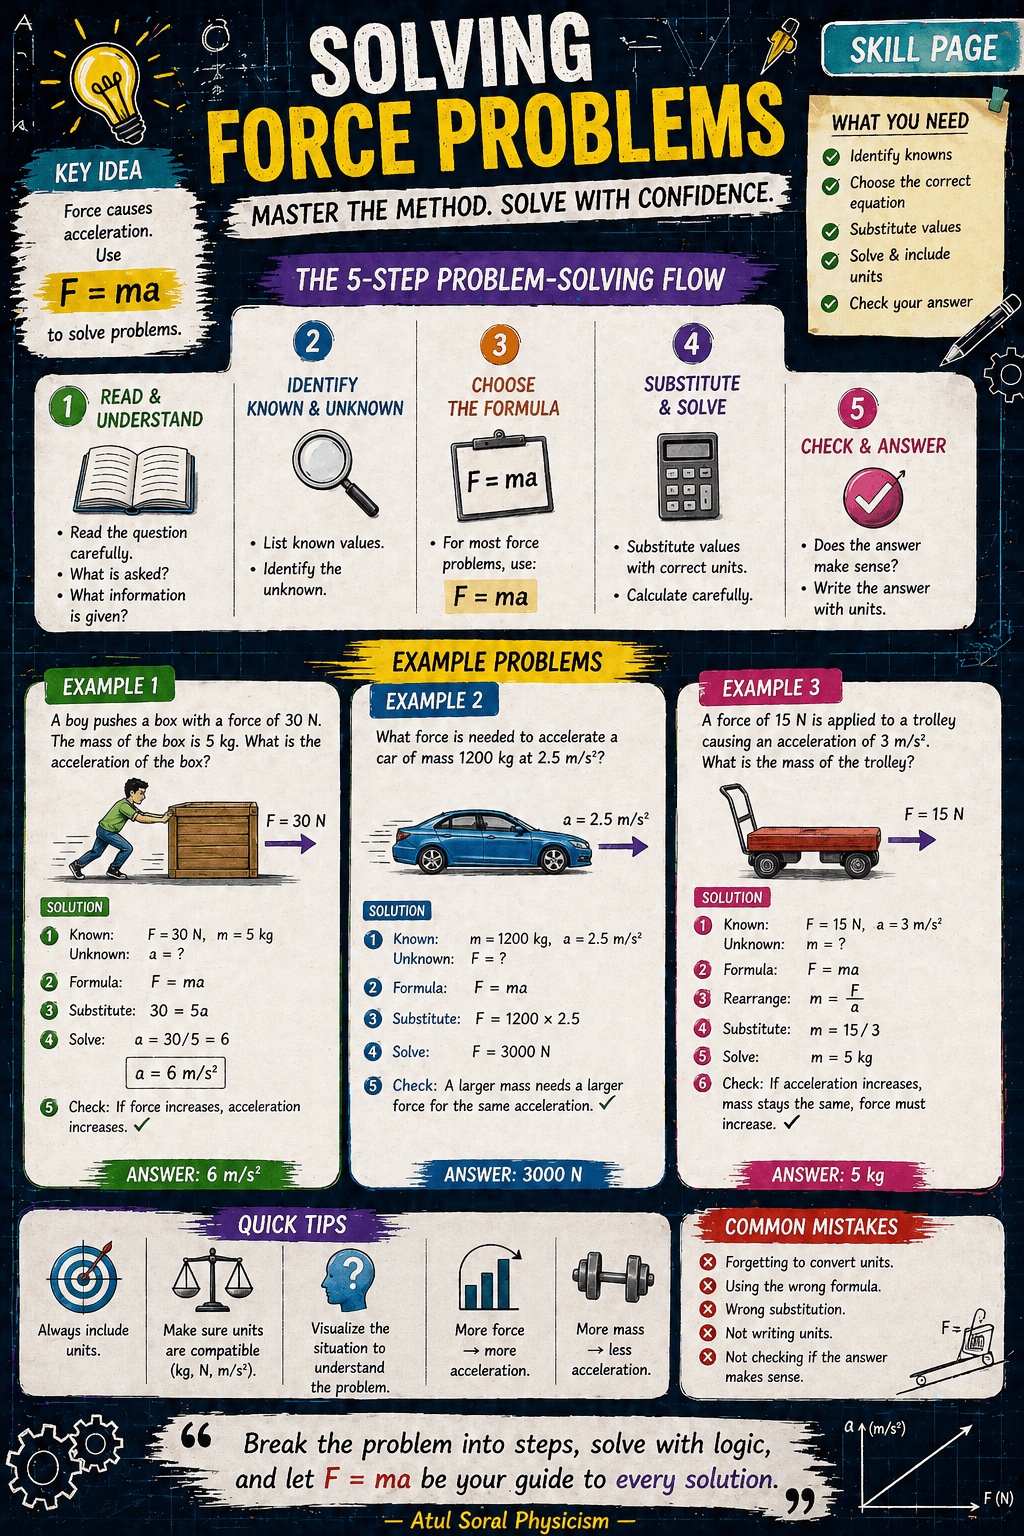 SOLVING
FORCE PROBLEMS
MASTER THE METHOD. SOLVE WITH CONFIDENCE.
SKILL PAGE
KEY IDEA
Force causes
acceleration.
Use
F = ma
to solve problems.
WHAT YOU NEED
Identify knowns
Choose the correct
equation
Substitute values
Solve & include
units
Check your answer
THE 5-STEP PROBLEM-SOLVING FLOW
1 READ &
UNDERSTAND
• Read the question
carefully.
• What is asked?
• What information
is given?
2
IDENTIFY
KNOWN & UNKNOWN
• List known values.
• Identify the
unknown.
3
CHOOSE
THE FORMULA
F = ma
• For most force
problems, use:
F = ma
4
SUBSTITUTE
& SOLVE
• Substitute values
with correct units.
• Calculate carefully.
5
CHECK & ANSWER
• Does the answer
make sense?
• Write the answer
with units.
EXAMPLE PROBLEMS
EXAMPLE 1
A boy pushes a box with a force of 30 N.
The mass of the box is 5 kg. What is the
acceleration of the box?
F = 30 N
SOLUTION
1 Known: F = 30 N, m = 5 kg
Unknown: a = ?
2 Formula: F = ma
3 Substitute: 30 = 5a
4 Solve: a = 30/5 = 6
a = 6 m/s²
5 Check: If force increases, acceleration
increases. ✓
ANSWER: 6 m/s²
EXAMPLE 2
What force is needed to accelerate a
car of mass 1200 kg at 2.5 m/s²?
a = 2.5 m/s²
SOLUTION
1 Known: m = 1200 kg, a = 2.5 m/s²
Unknown: F = ?
2 Formula: F = ma
3 Substitute: F = 1200 × 2.5
4 Solve: F = 3000 N
5 Check: A larger mass needs a larger
force for the same acceleration. ✓
ANSWER: 3000 N
EXAMPLE 3
A force of 15 N is applied to a trolley
causing an acceleration of 3 m/s².
What is the mass of the trolley?
F = 15 N
SOLUTION
1 Known: F = 15 N, a = 3 m/s²
Unknown: m = ?
2 Formula: F = ma
3 Rearrange: m = F/a
4 Substitute: m = 15/3
5 Solve: m = 5 kg
6 Check: If acceleration increases,
mass stays the same, force must
increase. ✓
ANSWER: 5 kg
QUICK TIPS
Always include
units.
Make sure units
are compatible
(kg, N, m/s²).
?
Visualize the
situation to
understand
the problem.
More force
→ more
acceleration.
More mass
→ less
acceleration.
COMMON MISTAKES
Forgetting to convert units.
Using the wrong formula.
Wrong substitution.
Not writing units.
Not checking if the answer
makes sense.
F=
“ Break the problem into steps, solve with logic,
and let F = ma be your guide to every solution. ”
— Atul Soral Physicism —
a (m/s²)
F (N)